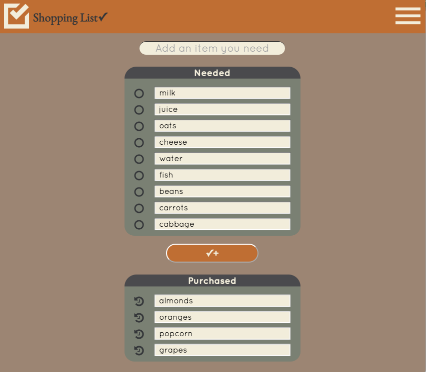 Shopping List✓
Add an item you need
Needed
milk
juice
oats
cheese
water
fish
beans
carrots
cabbage
✓+
Purchased
almonds
oranges
popcorn
grapes